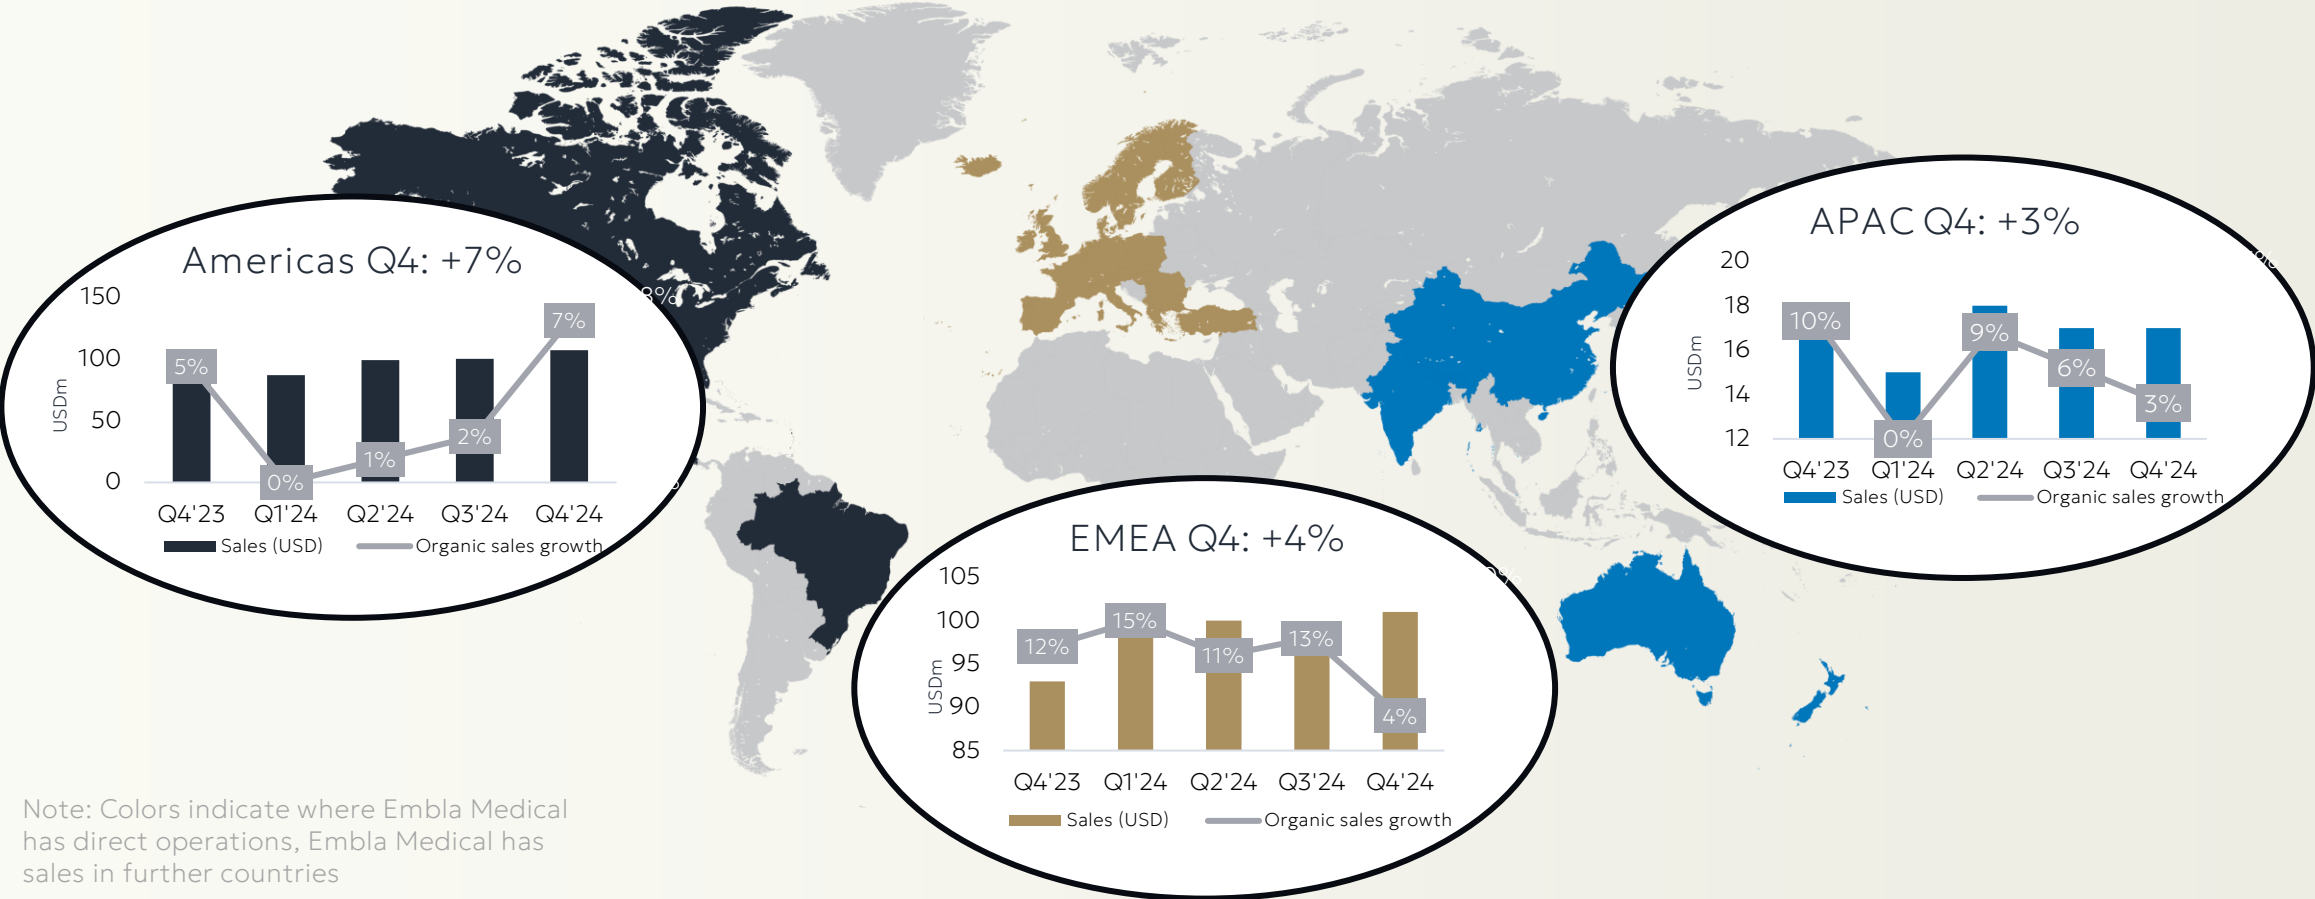 Americas Q4: +7%
150
100
50
0
USDm
5%
0%
1%
2%
7%
Q4'23 Q1'24 Q2'24 Q3'24 Q4'24
Sales (USD) Organic sales growth
8%
APAC Q4: +3%
20
18
16
14
12
USDm
10%
0%
9%
6%
3%
Q4'23 Q1'24 Q2'24 Q3'24 Q4'24
Sales (USD) Organic sales growth
EMEA Q4: +4%
105
100
95
90
85
USDm
12%
15%
11%
13%
4%
Q4'23 Q1'24 Q2'24 Q3'24 Q4'24
Sales (USD) Organic sales growth
Note: Colors indicate where Embla Medical
has direct operations, Embla Medical has
sales in further countries